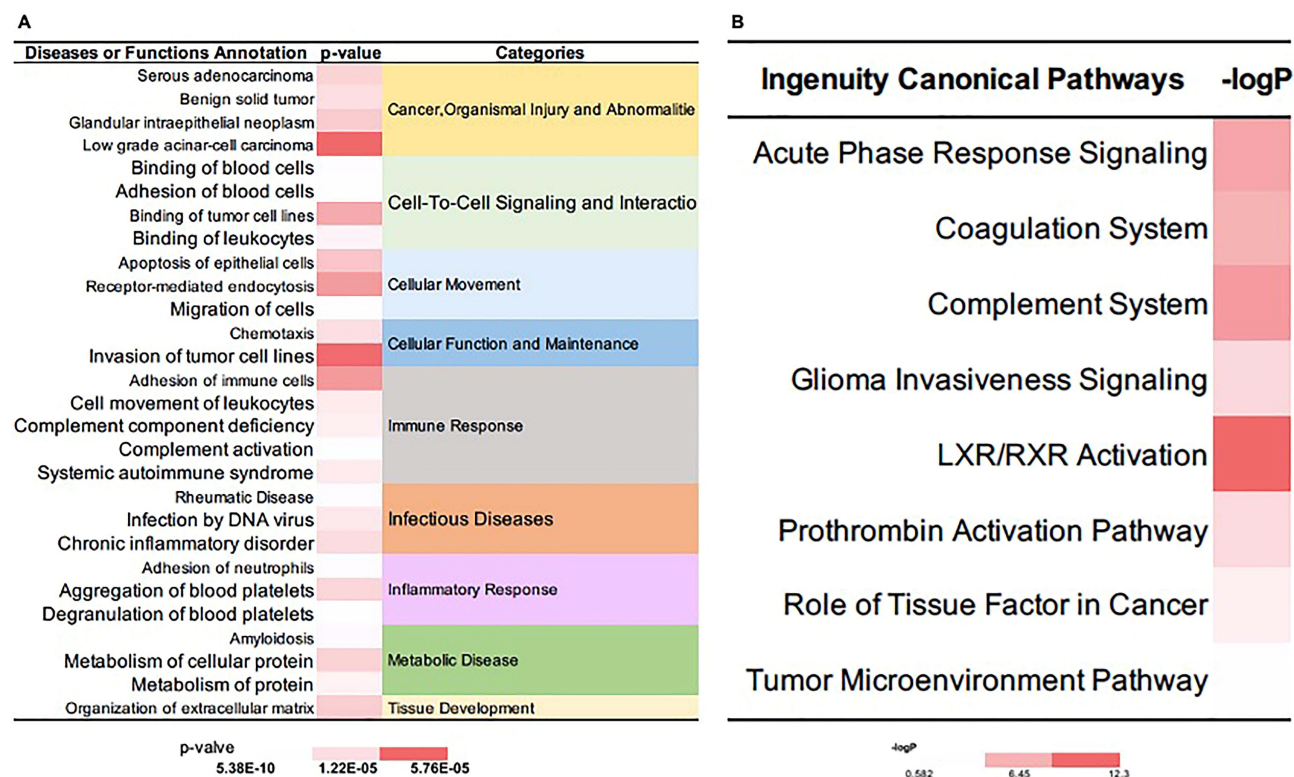 A
Diseases or Functions Annotation p-value Categories
Serous adenocarcinoma
Benign solid tumor
Glandular intraepithelial neoplasm
Low grade acinar-cell carcinoma
Cancer,Organismal Injury and Abnormalitie
Binding of blood cells
Adhesion of blood cells
Binding of tumor cell lines
Binding of leukocytes
Cell-To-Cell Signaling and Interactio
Apoptosis of epithelial cells
Receptor-mediated endocytosis
Migration of cells
Cellular Movement
Chemotaxis
Invasion of tumor cell lines
Cellular Function and Maintenance
Adhesion of immune cells
Cell movement of leukocytes
Complement component deficiency
Complement activation
Systemic autoimmune syndrome
Immune Response
Rheumatic Disease
Infection by DNA virus
Chronic inflammatory disorder
Infectious Diseases
Adhesion of neutrophils
Aggregation of blood platelets
Degranulation of blood platelets
Inflammatory Response
Amyloidosis
Metabolism of cellular protein
Metabolism of protein
Metabolic Disease
Organization of extracellular matrix
Tissue Development
p-valve
5.38E-10 1.22E-05 5.76E-05
B
Ingenuity Canonical Pathways -logP
Acute Phase Response Signaling
Coagulation System
Complement System
Glioma Invasiveness Signaling
LXR/RXR Activation
Prothrombin Activation Pathway
Role of Tissue Factor in Cancer
Tumor Microenvironment Pathway
-logP
0.582 6.45 12.3